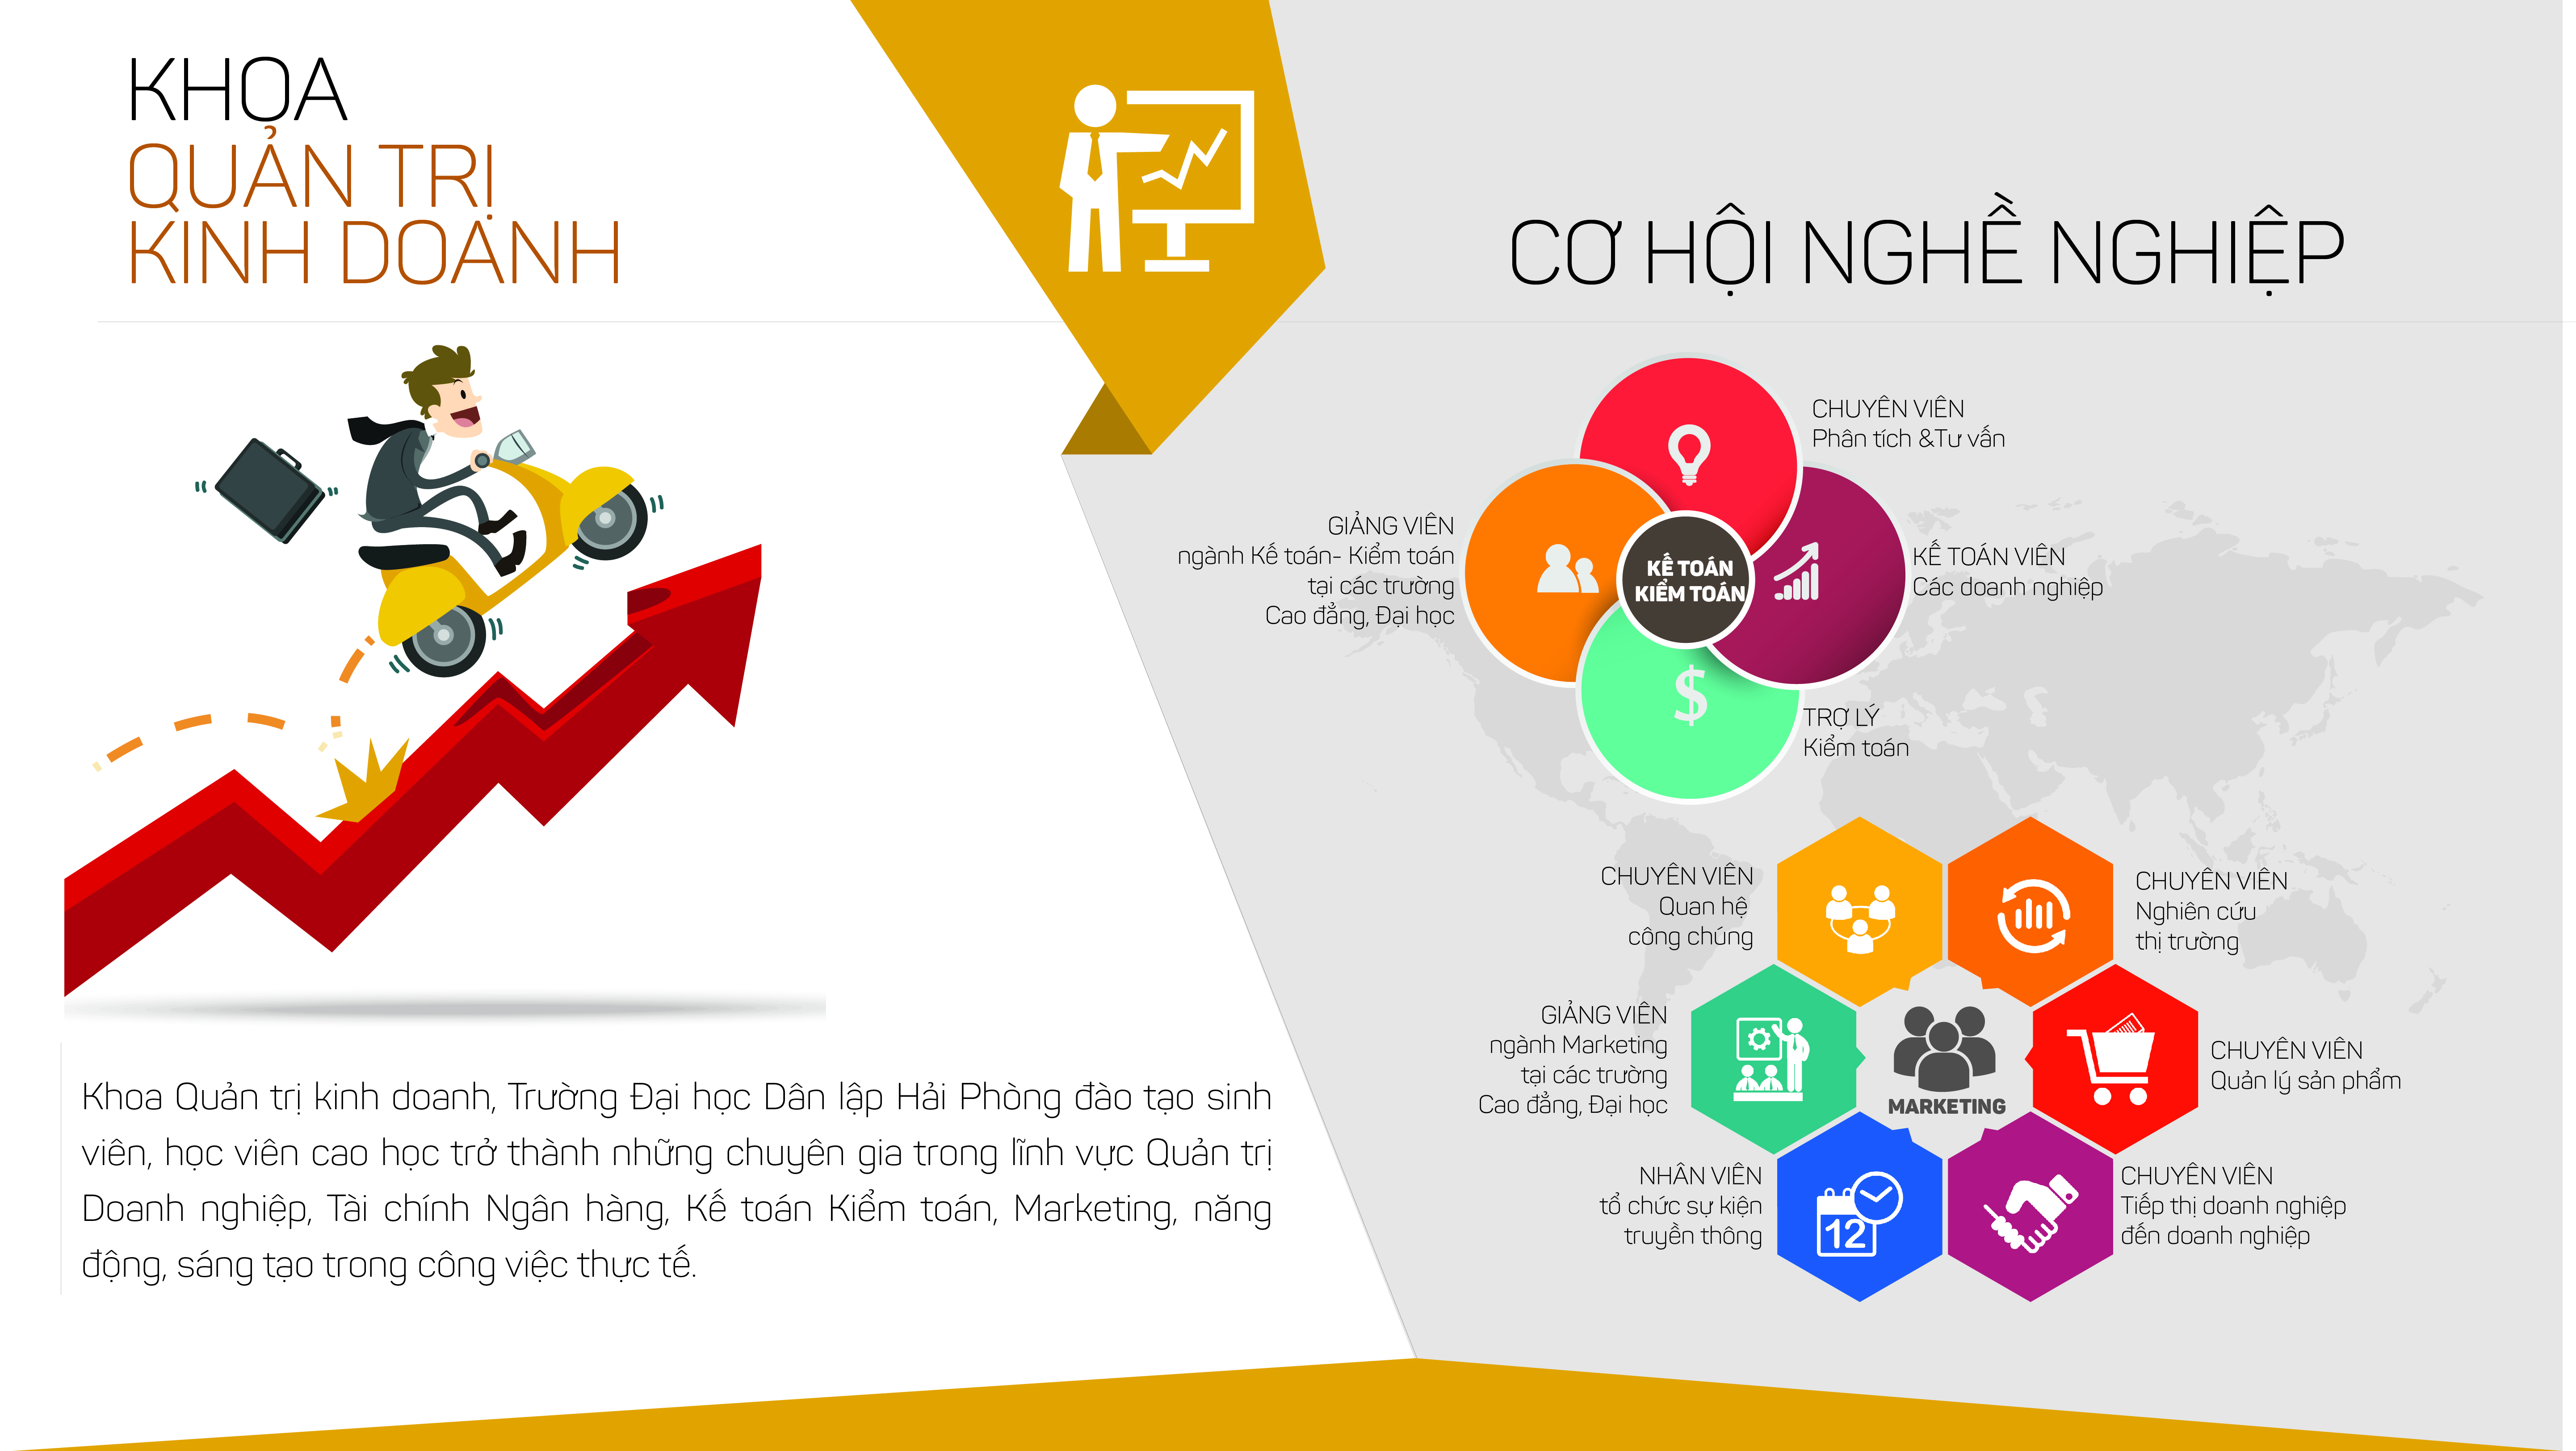 KHOA
QUẢN TRỊ
KINH DOANH
CƠ HỘI NGHỀ NGHIỆP
CHUYÊN VIÊN
Phân tích &Tư vấn
GIẢNG VIÊN
ngành Kế toán- Kiểm toán
tại các trường
Cao đẳng, Đại học
KẾ TOÁN
KIỂM TOÁN
KẾ TOÁN VIÊN
Các doanh nghiệp
$
TRỢ LÝ
Kiểm toán
CHUYÊN VIÊN
Quan hệ
công chúng
CHUYÊN VIÊN
Nghiên cứu
thị trường
GIẢNG VIÊN
ngành Marketing
tại các trường
Cao đẳng, Đại học
MARKETING
CHUYÊN VIÊN
Quản lý sản phẩm
NHÂN VIÊN
tổ chức sự kiện
truyền thông
12
CHUYÊN VIÊN
Tiếp thị doanh nghiệp
đến doanh nghiệp
Khoa Quản trị kinh doanh, Trường Đại học Dân lập Hải Phòng đào tạo sinh
viên, học viên cao học trở thành những chuyên gia trong lĩnh vực Quản trị
Doanh nghiệp, Tài chính Ngân hàng, Kế toán Kiểm toán, Marketing, năng
động, sáng tạo trong công việc thực tế.